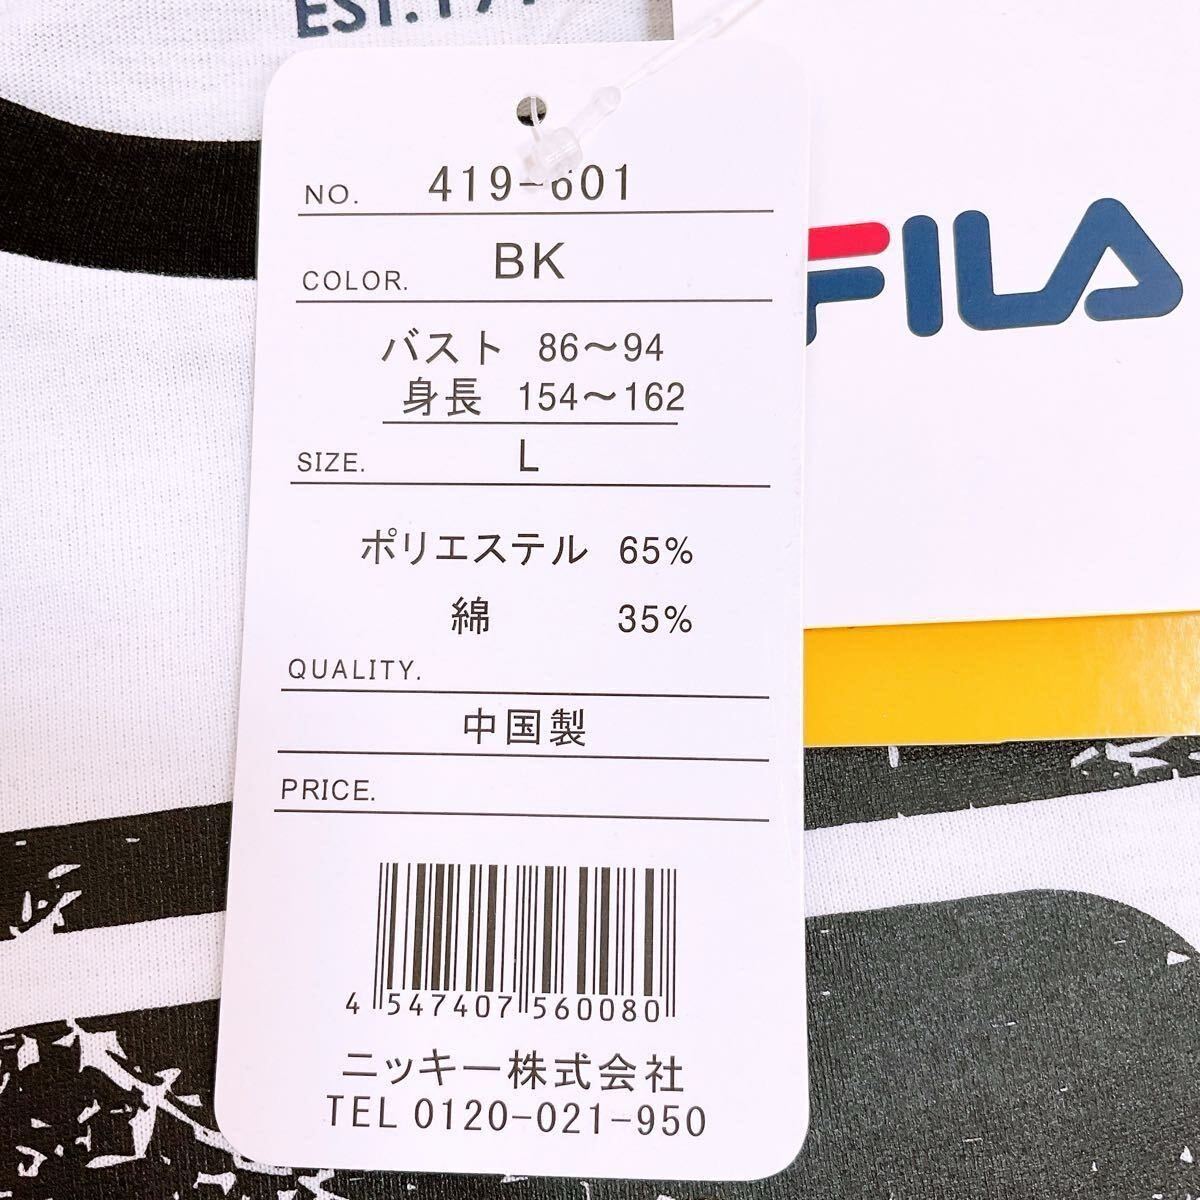 NO. 419-601
COLOR. BK
バスト 86～94
身長 154～162
SIZE. L
ポリエステル 65%
綿 35%
QUALITY.
中国製
PRICE.
4 547407 560080
ニッキー株式会社
TEL 0120-021-950
FILA